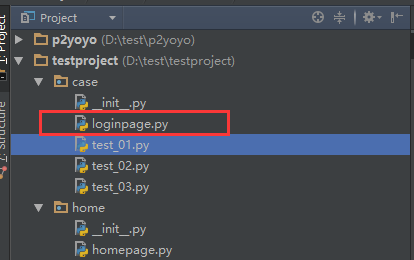 Project
1: Project
7: Structure
p2yoyo (D:\test\p2yoyo)
testproject (D:\test\testproject)
case
__init__.py
loginpage.py
test_01.py
test_02.py
test_03.py
home
__init__.py
homepage.py